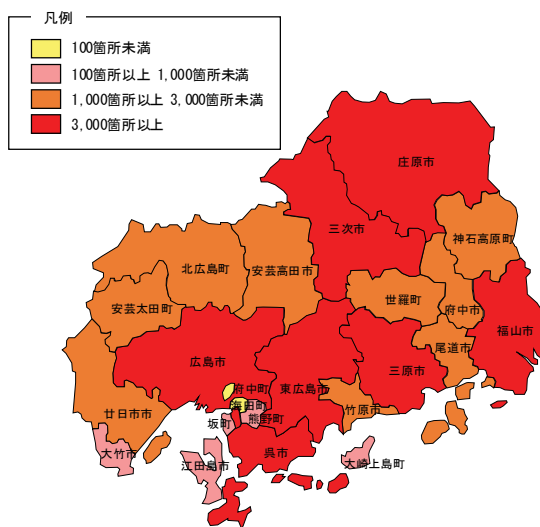 凡例
100箇所未満
100箇所以上 1,000箇所未満
1,000箇所以上 3,000箇所未満
3,000箇所以上
庄原市
三次市
神石高原町
北広島町
安芸高田市
世羅町
府中市
安芸太田町
福山市
尾道市
広島市
三原市
府中町
東広島市
海田町
竹原市
廿日市市
熊野町
坂町
呉市
大竹市
江田島市
大崎上島町